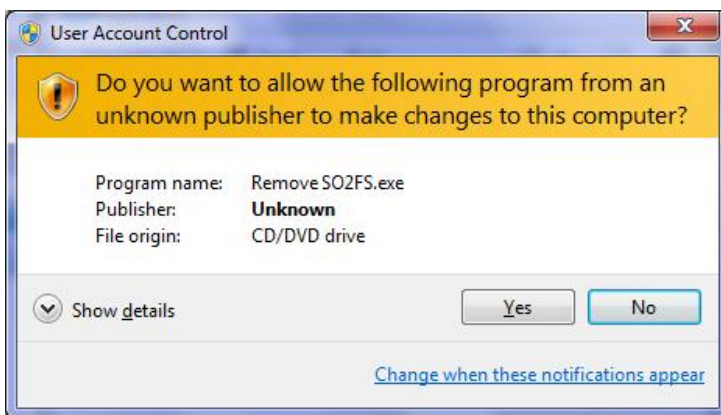 User Account Control
Do you want to allow the following program from an
unknown publisher to make changes to this computer?
Program name: Remove SO2FS.exe
Publisher: Unknown
File origin: CD/DVD drive
Show details
Yes
No
Change when these notifications appear